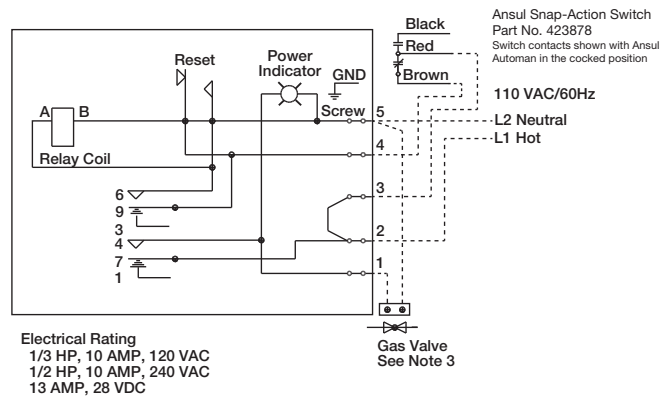 Ansul Snap-Action Switch
Part No. 423878
Switch contacts shown with Ansul
Automan in the cocked position
Black
Red
Brown
110 VAC/60Hz
L2 Neutral
L1 Hot
Reset
Power
Indicator
GND
Screw
5
A
B
4
Relay Coil
6
9
3
3
4
2
7
1
1
Gas Valve
See Note 3
Electrical Rating
1/3 HP, 10 AMP, 120 VAC
1/2 HP, 10 AMP, 240 VAC
13 AMP, 28 VDC